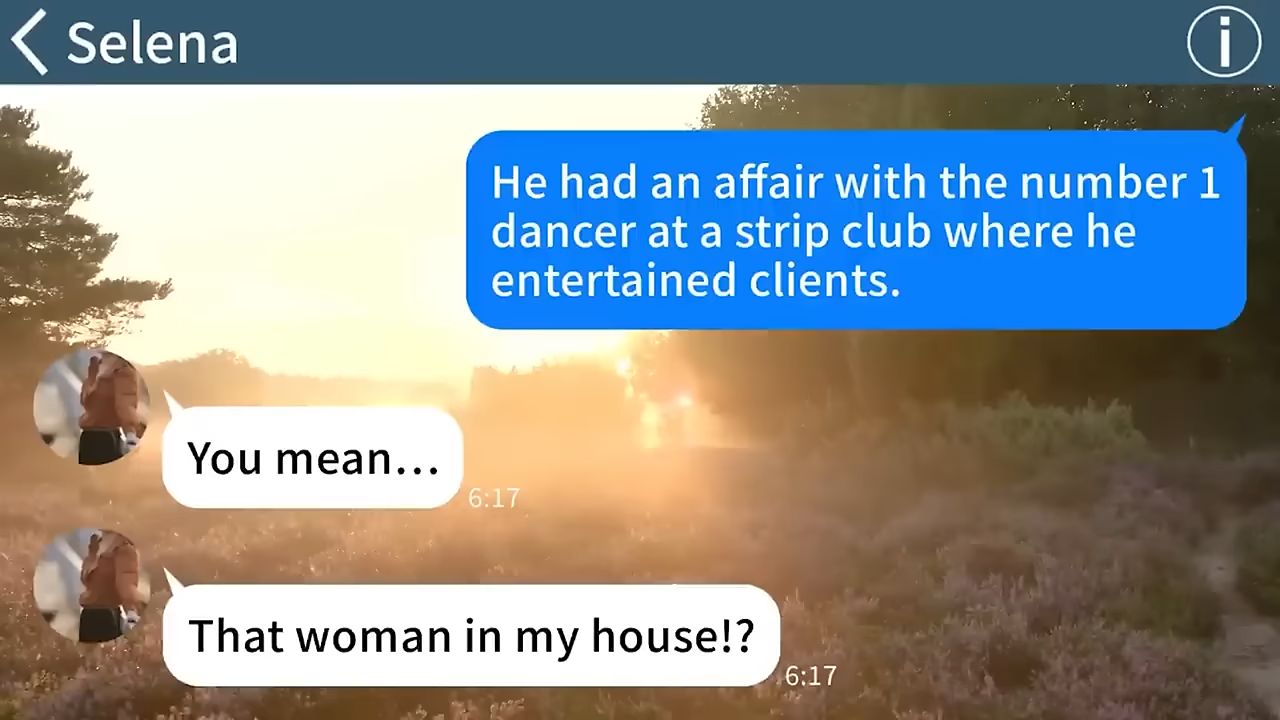 Selena
He had an affair with the number 1
dancer at a strip club where he
entertained clients.
You mean...
6:17
That woman in my house!?
6:17